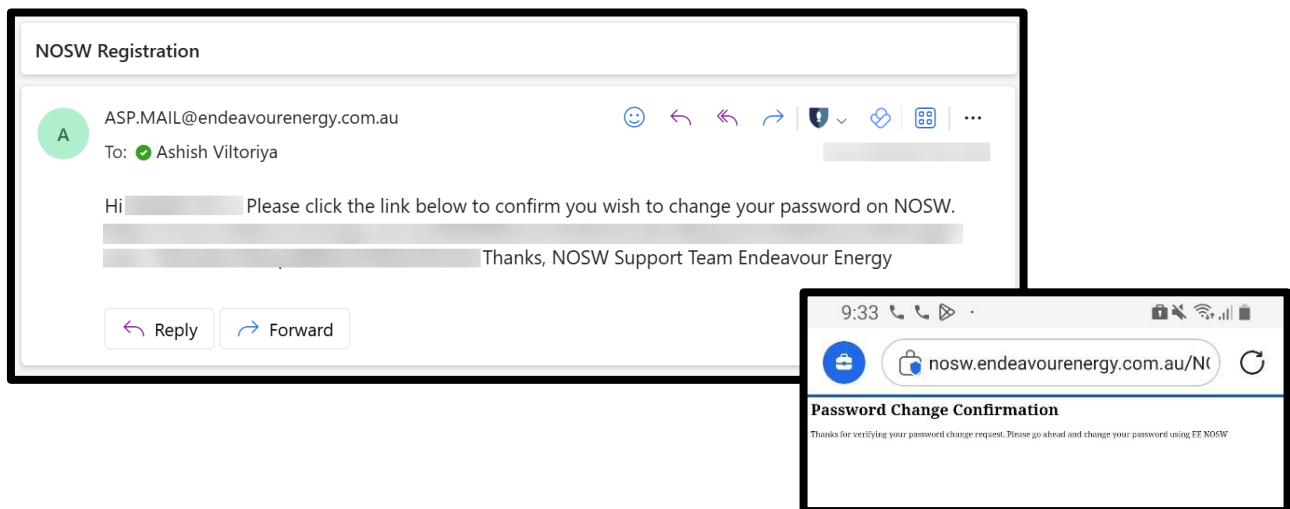 NOSW Registration
A
ASP.MAIL@endeavourenergy.com.au
To: Ashish Viltoriya
Hi Please click the link below to confirm you wish to change your password on NOSW.
Thanks, NOSW Support Team Endeavour Energy
Reply
Forward
9:33
nosw.endeavourenergy.com.au/N(
Password Change Confirmation
Thanks for verifying your password change request. Please go ahead and change your password using EE NOSW